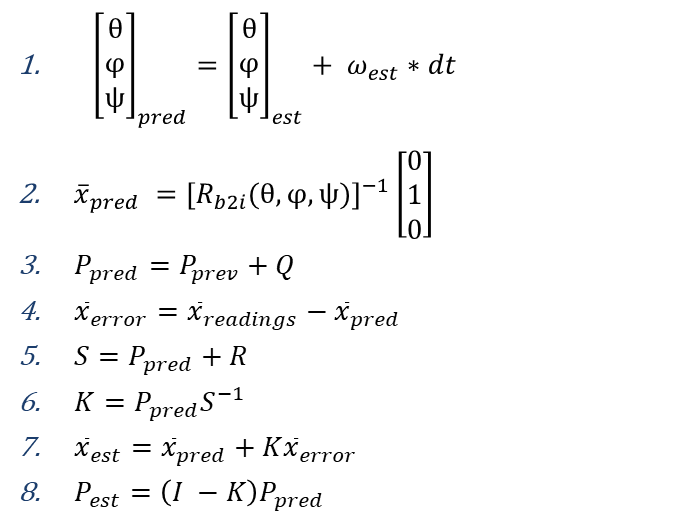 1. [θ φ ψ]pred = [θ φ ψ]est + ωest * dt
2. x̄pred = [Rb2i(θ, φ, ψ)]−1 [0 1 0]
3. Ppred = Pprev + Q
4. x̄error = x̄readings − x̄pred
5. S = Ppred + R
6. K = PpredS−1
7. x̄est = x̄pred + Kx̄error
8. Pest = (I − K)Ppred